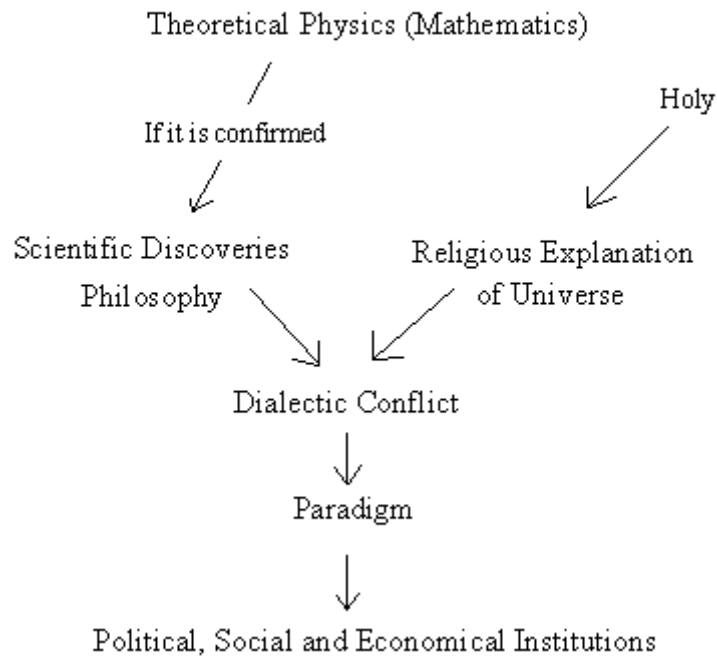 Theoretical Physics (Mathematics)
Holy
If it is confirmed
Scientific Discoveries
Philosophy
Religious Explanation
of Universe
Dialectic Conflict
Paradigm
Political, Social and Economical Institutions